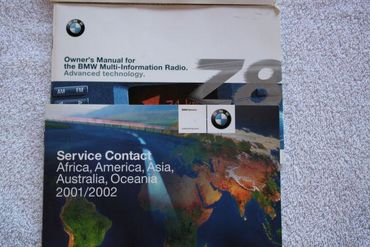 Owner's Manual for
the BMW Multi-Information Radio.
Advanced technology.
78
AM
FM
Service Contact
Africa, America, Asia,
Australia, Oceania
2001/2002